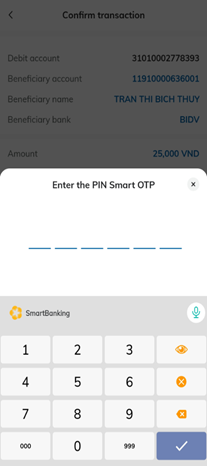 Confirm transaction
Debit account 31010002778393
Beneficiary account 11910000636001
Beneficiary name TRAN THI BICH THUY
Beneficiary bank BIDV
Amount 25,000 VND
Enter the PIN Smart OTP
SmartBanking
1 2 3
4 5 6
7 8 9
000 0 999